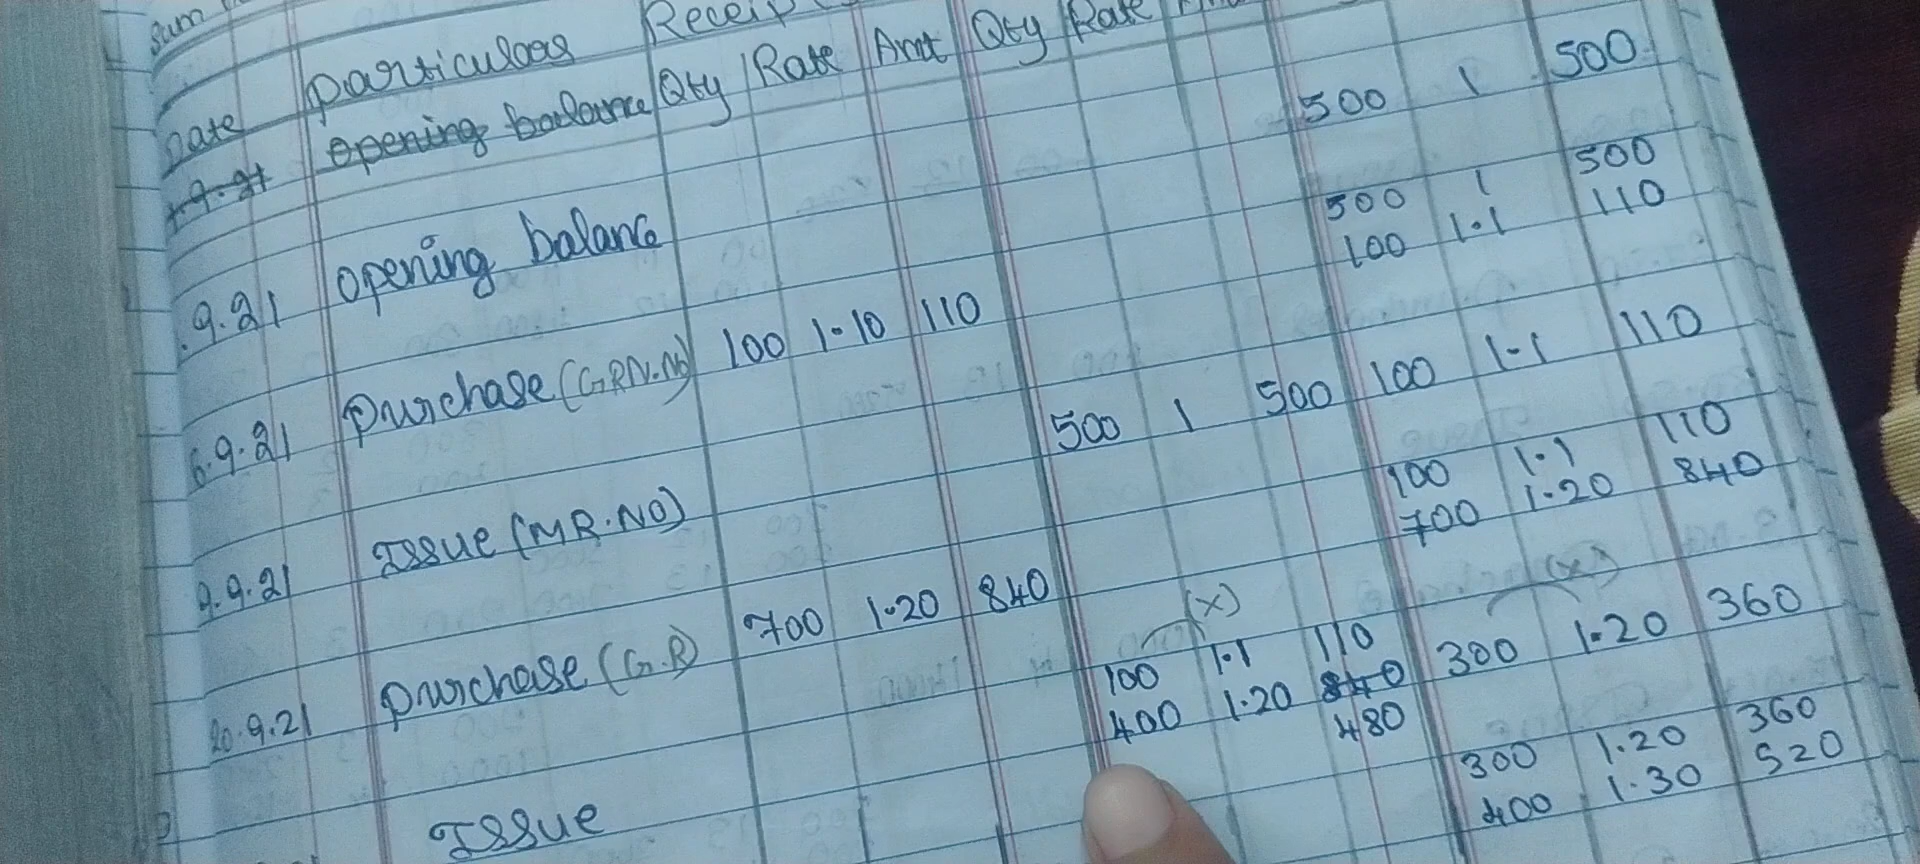 Sum
Receip
Date Particulars Qty Rate Amt Qty Rate
opening balance
500 1 500
.9.21 opening balance
500 1 500
100 1.1 110
6.9.21 Purchase (GRN.No) 100 1.10 110
9.9.21 Issue (MR.NO) 500 1 500 100 1.1 110
100 1.1 110
700 1.20 840
20.9.21 Purchase (G.R) 700 1.20 840
(x) (x)
Issue 100 1.1 110 300 1.20 360
400 1.20 840
480
300 1.20 360
400 1.30 520